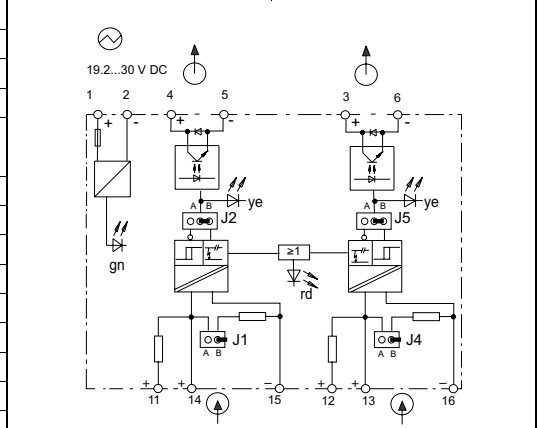 19.2...30 V DC
1 2 4 5 3 6
+ - + - + -
ye ye
A B J2 A B J5
gn
≥1
rd
J1 J4
A B A B
+ + - + + -
11 14 15 12 13 16